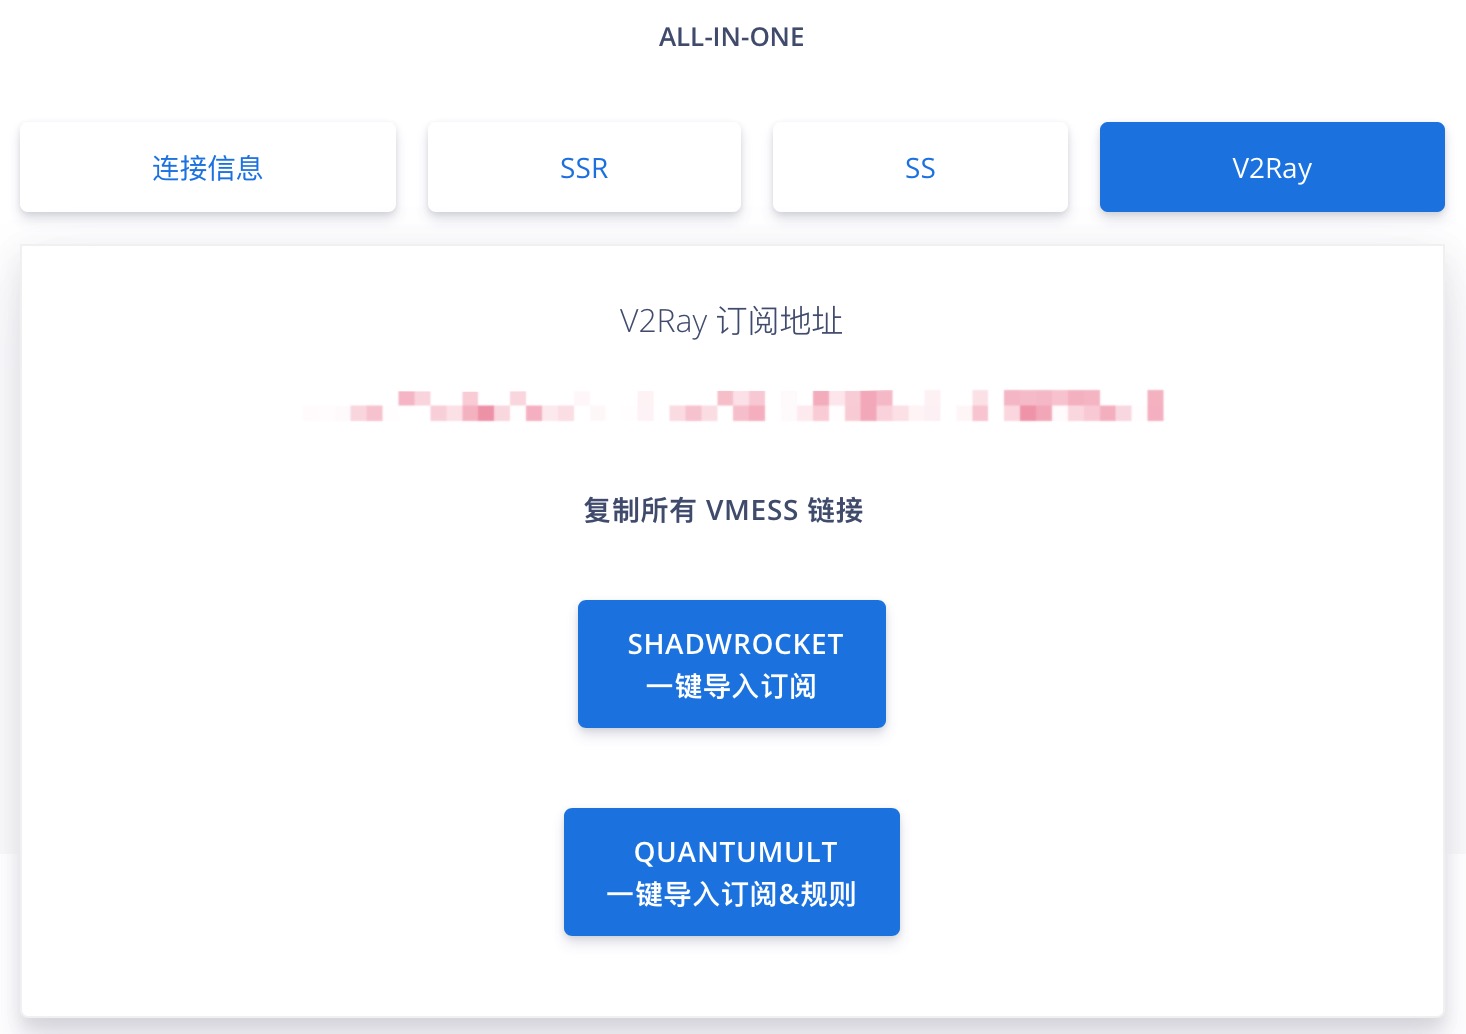 ALL-IN-ONE
连接信息
SSR
SS
V2Ray
V2Ray 订阅地址
复制所有 VMESS 链接
SHADWROCKET
一键导入订阅
QUANTUMULT
一键导入订阅&规则